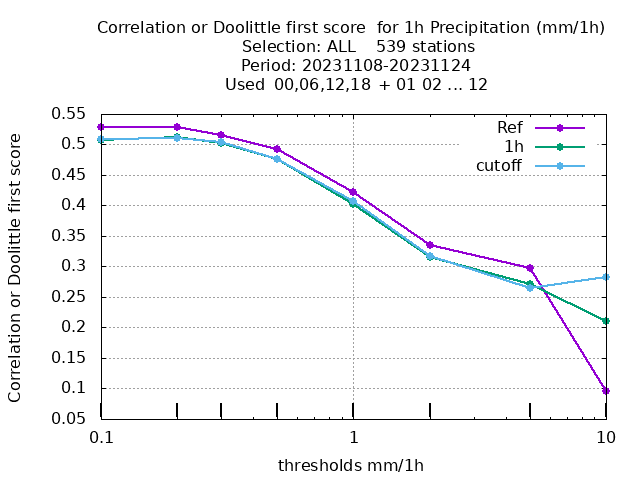 Correlation or Doolittle first score  for 1h Precipitation (mm/1h)
Selection: ALL    539 stations
Period: 20231108-20231124
Used  00,06,12,18  + 01 02 ... 12
Correlation or Doolittle first score
0.55
0.5
0.45
0.4
0.35
0.3
0.25
0.2
0.15
0.1
0.05
Ref
1h
cutoff
0.1
1
10
thresholds mm/1h